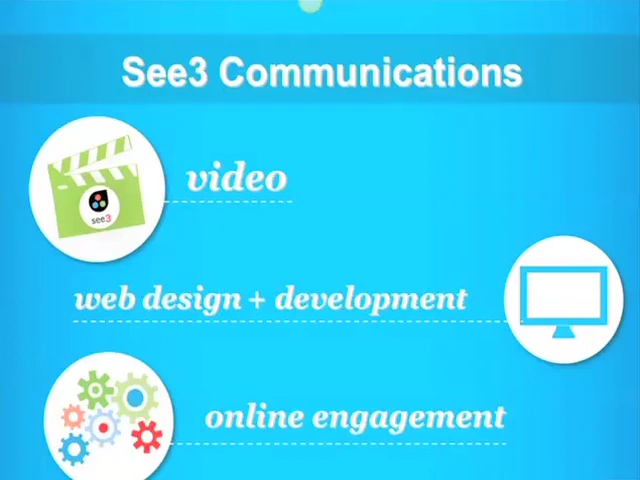 See3 Communications
video
see3
web design + development
online engagement